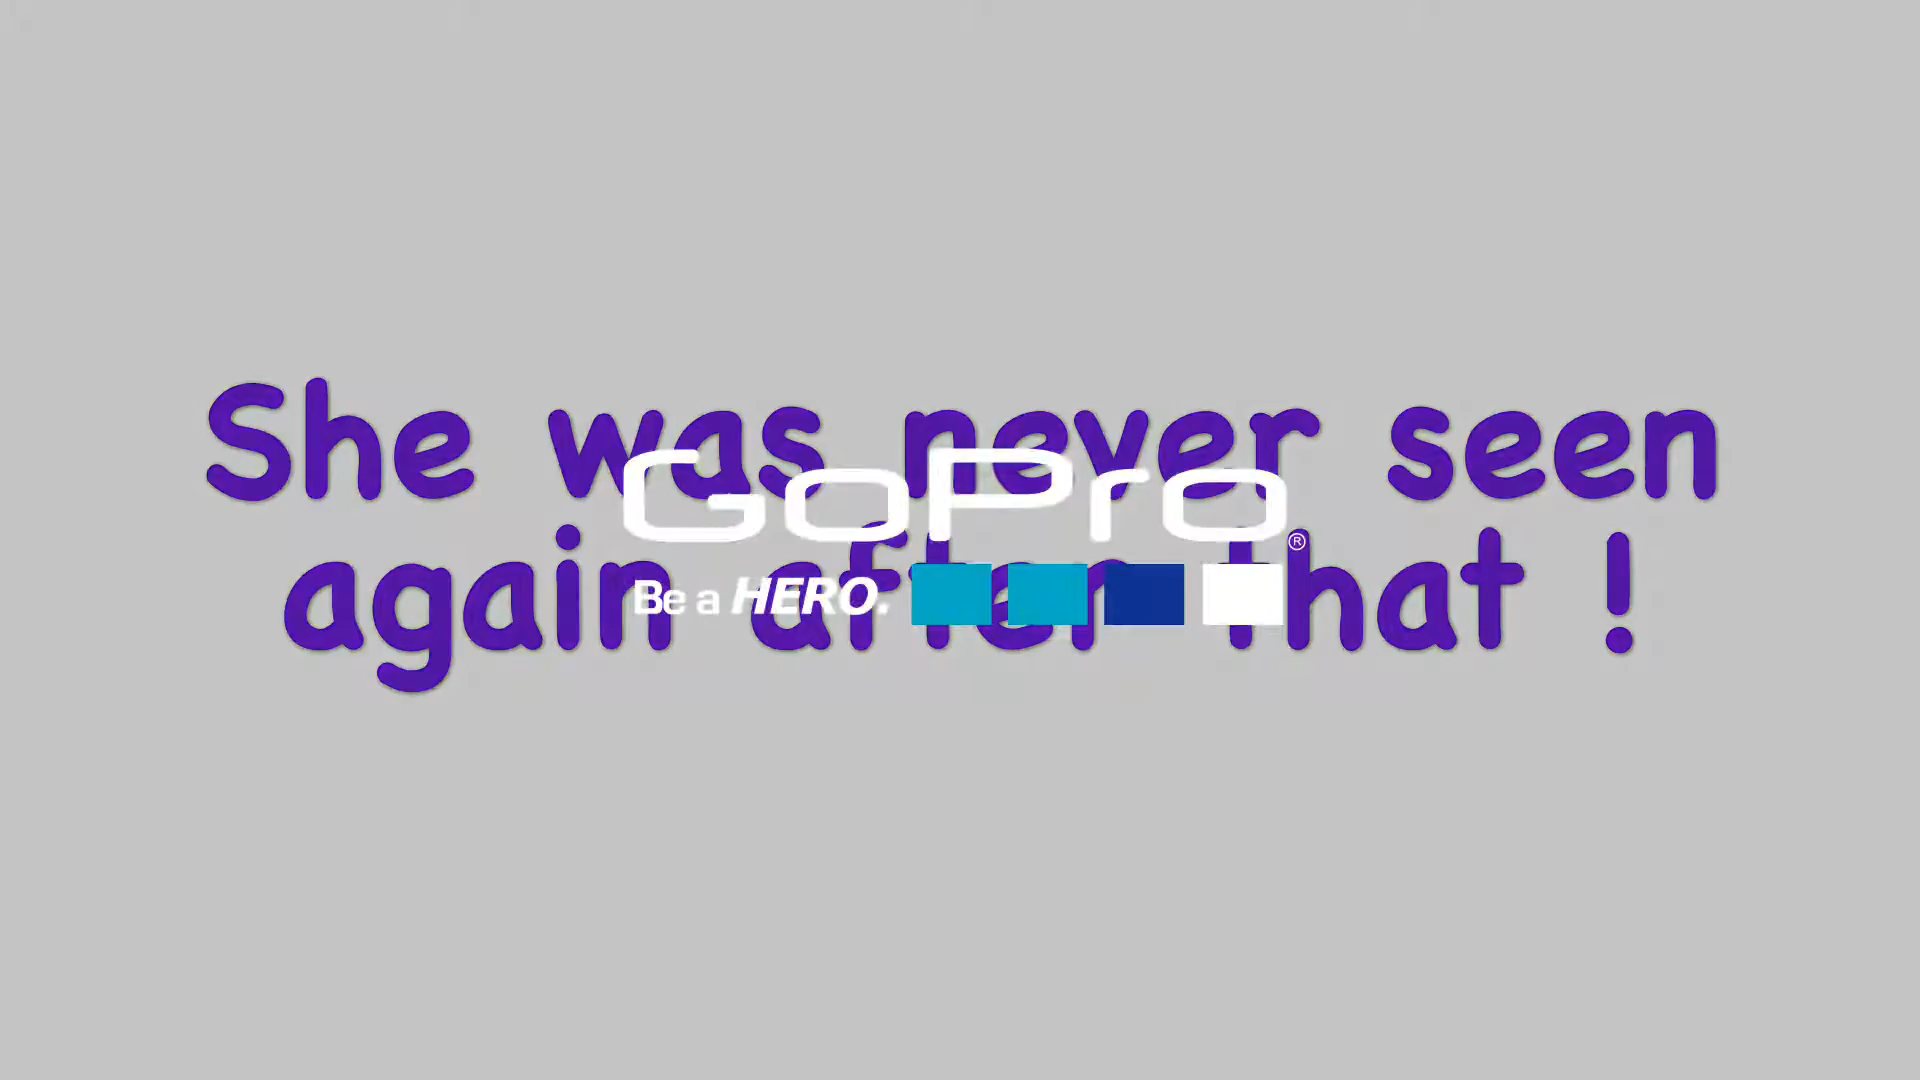 She was never seen
again after that !
GoPro®
Be a HERO.